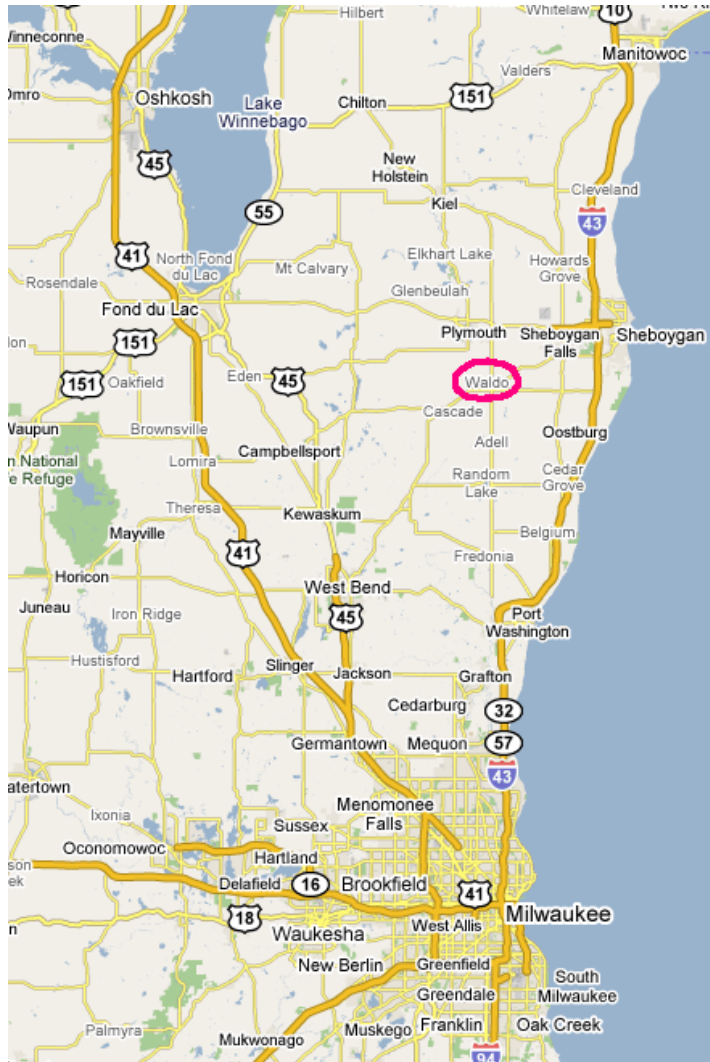 Hilbert
Whitelaw
10
Winneconne
Manitowoc
Valders
Omro
Oshkosh
Lake
Winnebago
Chilton
151
45
New
Holstein
Cleveland
55
Kiel
43
41
North Fond
du Lac
Mt Calvary
Elkhart Lake
Howards
Grove
Rosendale
Glenbeulah
Fond du Lac
Plymouth
Sheboygan
Falls
Sheboygan
151
151
Oakfield
Eden
45
Waldo
Cascade
Waupun
Brownsville
Campbellsport
Adell
Oostburg
n National
e Refuge
Lomira
Random
Lake
Cedar
Grove
Theresa
Kewaskum
Mayville
Belgium
41
Fredonia
Horicon
West Bend
Juneau
Iron Ridge
45
Port
Washington
Hustisford
Hartford
Slinger
Jackson
Grafton
Cedarburg
32
Germantown
Mequon
57
43
atertown
Ixonia
Menomonee
Falls
Sussex
Oconomowoc
Hartland
Delafield
16
Brookfield
41
18
Waukesha
West Allis
Milwaukee
New Berlin
Greenfield
South
Milwaukee
Greendale
Palmyra
Mukwonago
Muskego
Franklin
Oak Creek
94